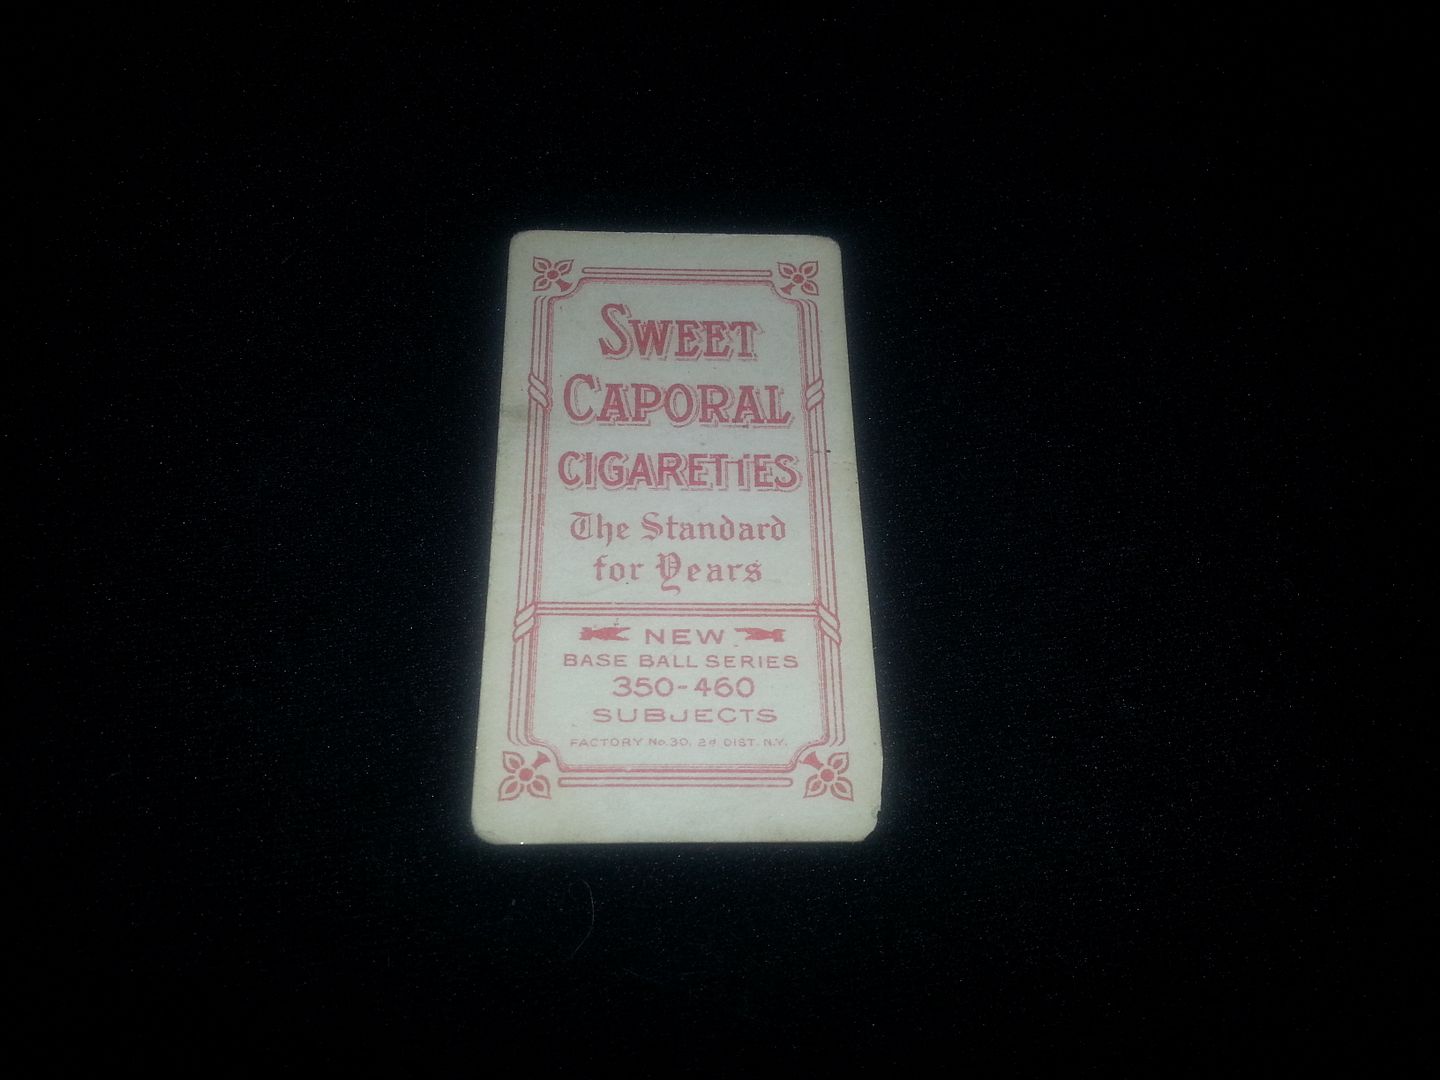 SWEET
CAPORAL
CIGARETTES
The Standard
for Years
NEW
BASE BALL SERIES
350-460
SUBJECTS
FACTORY No. 30, 2d DIST. N.Y.